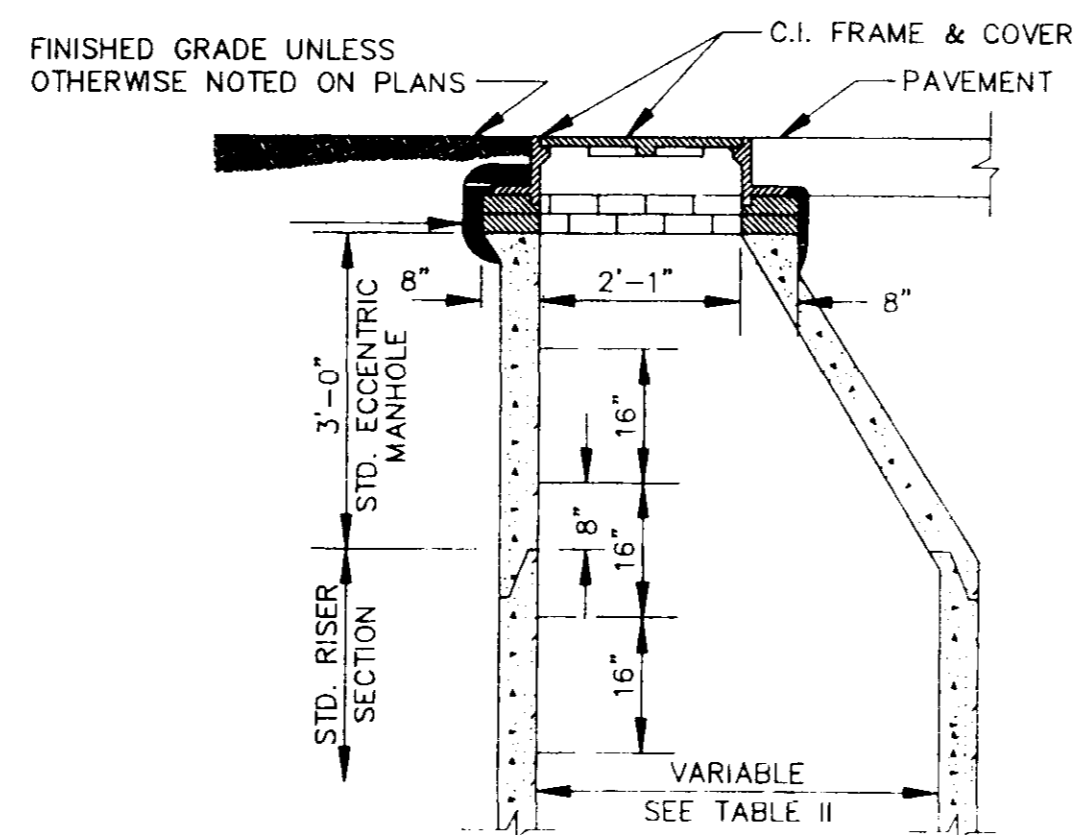 FINISHED GRADE UNLESS
OTHERWISE NOTED ON PLANS
C.I. FRAME & COVER
PAVEMENT
8"
2'-1"
8"
3'-0"
STD. ECCENTRIC
MANHOLE
16"
8"
16"
16"
STD. RISER
SECTION
VARIABLE
SEE TABLE II